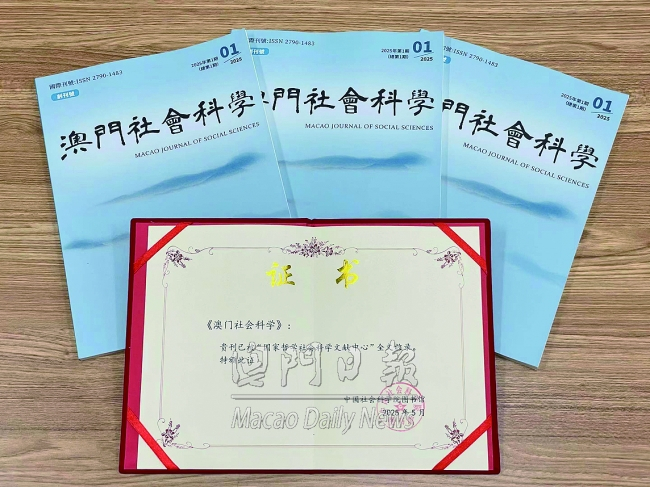 國際刊號:ISSN 2790-1483
創刊號
2025年第1期
(總第1期)
01
2025
澳門社會科學
MACAO JOURNAL OF SOCIAL SCIENCES
國際刊號:ISSN 2790-1483
2025年第1期
(總第1期)
01
2025
門社會科學
MACAO JOURNAL OF SOCIAL SCIENCES
國際刊號:ISSN 2790-1483
2025年第1期
(總第1期)
01
2025
門社會科學
MACAO JOURNAL OF SOCIAL SCIENCES
证书
《澳门社会科学》:
贵刊已被“国家哲学社会科学文献中心”全文收录。
特颁此证
中国社会科学院图书馆
2025年5月
澳門日報
Macao Daily News